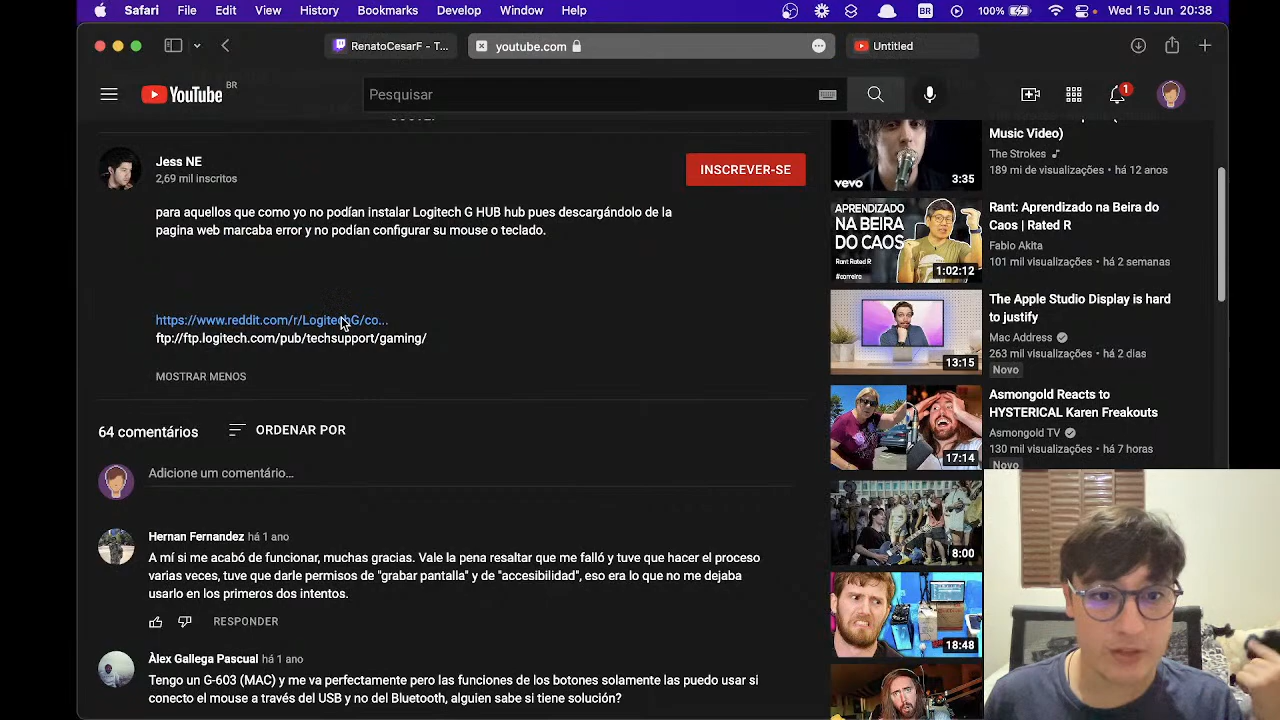 Safari File Edit View History Bookmarks Develop Window Help BR 100% Wed 15 Jun 20:38
RenatoCesarF - T...
youtube.com
Untitled
YouTube BR
Pesquisar
1
Jess NE
2,69 mil inscritos
INSCREVER-SE
para aquellos que como yo no podían instalar Logitech G HUB hub pues descargándolo de la
pagina web marcaba error y no podían configurar su mouse o teclado.
https://www.reddit.com/r/LogitechG/co...
ftp://ftp.logitech.com/pub/techsupport/gaming/
MOSTRAR MENOS
64 comentários
ORDENAR POR
Adicione um comentário...
Hernan Fernandez há 1 ano
A mí si me acabó de funcionar, muchas gracias. Vale la pena resaltar que me falló y tuve que hacer el proceso
varias veces, tuve que darle permisos de "grabar pantalla" y de "accesibilidad", eso era lo que no me dejaba
usarlo en los primeros dos intentos.
RESPONDER
Àlex Gallega Pascual há 1 ano
Tengo un G-603 (MAC) y me va perfectamente pero las funciones de los botones solamente las puedo usar si
conecto el mouse a través del USB y no del Bluetooth, alguien sabe si tiene solución?
vevo
3:35
Music Video)
The Strokes
189 mi de visualizações • há 12 anos
APRENDIZADO
NA BEIRA
DO CAOS
Rant Rated R
#carreira
1:02:12
Rant: Aprendizado na Beira do
Caos | Rated R
Fabio Akita
101 mil visualizações • há 2 semanas
13:15
The Apple Studio Display is hard
to justify
Mac Address
263 mil visualizações • há 2 dias
Novo
17:14
Asmongold Reacts to
HYSTERICAL Karen Freakouts
Asmongold TV
130 mil visualizações • há 7 horas
Novo
8:00
18:48